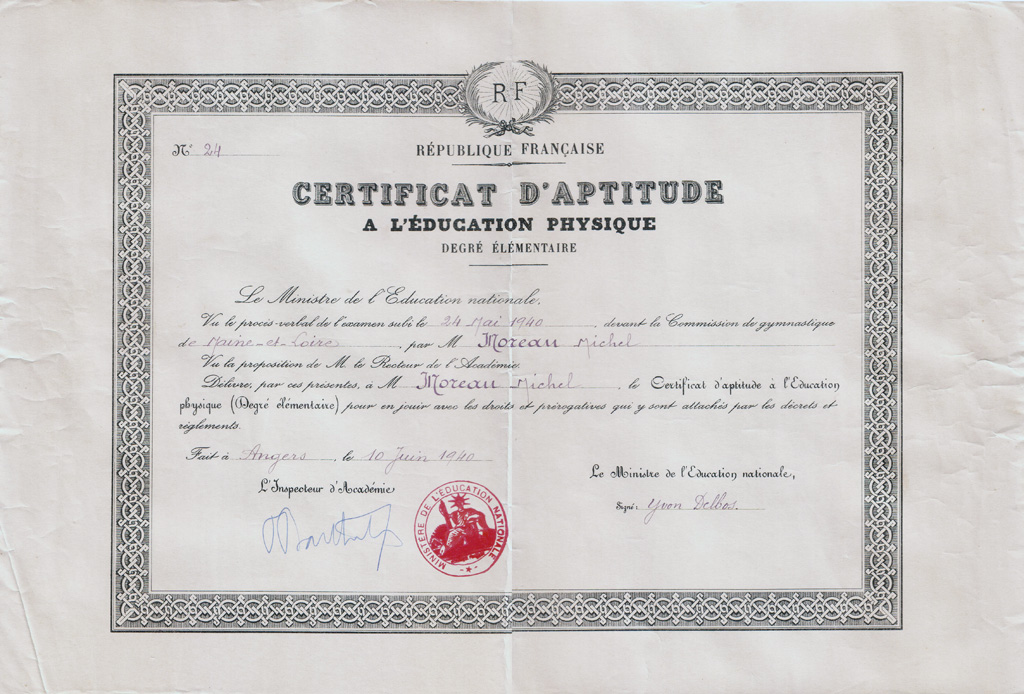 RF
N° 24
RÉPUBLIQUE FRANÇAISE
CERTIFICAT D'APTITUDE
A L'ÉDUCATION PHYSIQUE
DEGRÉ ÉLÉMENTAIRE
Le Ministre de l'Education nationale,
Vu le procès-verbal de l'examen subi le 24 Mai 1940, devant la Commission de gymnastique
de Maine-et-Loire, par M Moreau Michel
Vu la proposition de M. le Recteur de l'Académie.
Délivre, par ces présentes, à M Moreau Michel, le Certificat d'aptitude à l'Education
physique (Degré élémentaire) pour en jouir avec les droits et prérogatives qui y sont attachés par les décrets et
règlements.
Fait à Angers, le 10 Juin 1940
L'Inspecteur d'Académie
Le Ministre de l'Education nationale,
Signé: Yvon Delbos.
MINISTÈRE DE L'ÉDUCATION NATIONALE